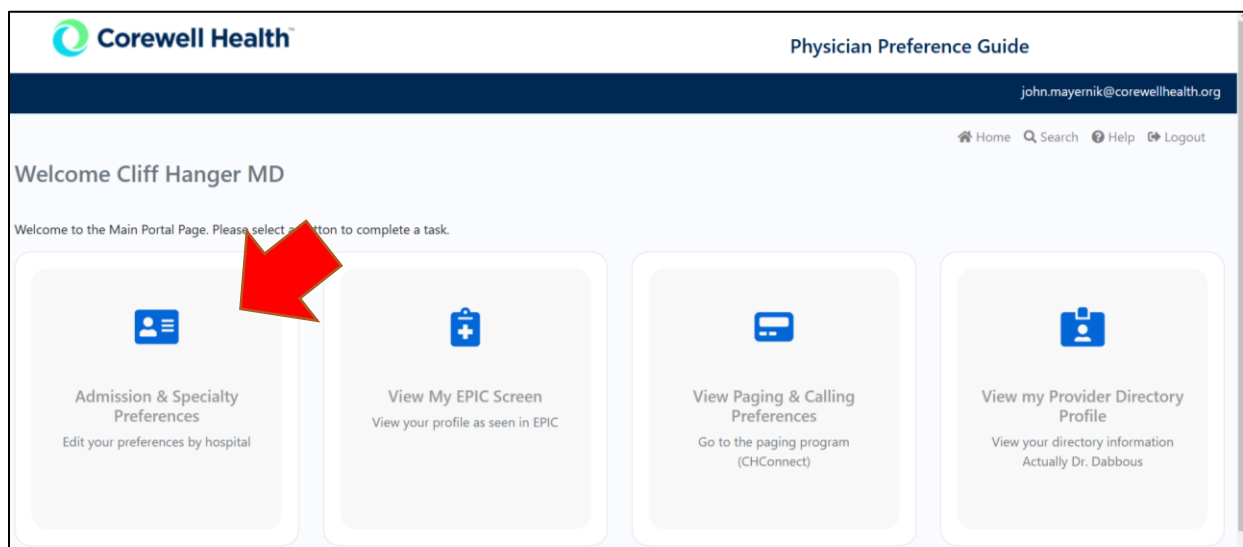 Corewell Health™
Physician Preference Guide
john.mayernik@corewellhealth.org
Home Search Help Logout
Welcome Cliff Hanger MD
Welcome to the Main Portal Page. Please select a tton to complete a task.
Admission & Specialty
Preferences
Edit your preferences by hospital
View My EPIC Screen
View your profile as seen in EPIC
View Paging & Calling
Preferences
Go to the paging program
(CHConnect)
View my Provider Directory
Profile
View your directory information
Actually Dr. Dabbous